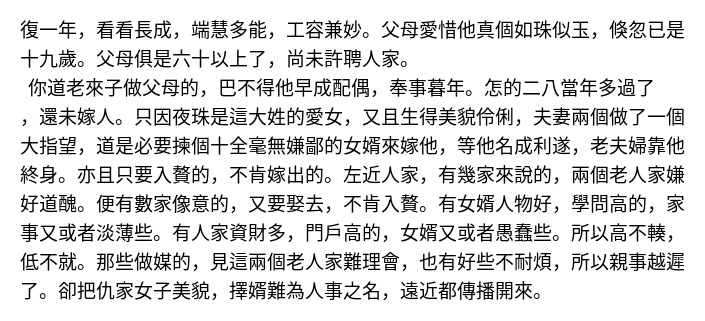 復一年，看看長成，端慧多能，工容兼妙。父母愛惜他真個如珠似玉，倏忽已是
十九歲。父母俱是六十以上了，尚未許聘人家。
你道老來子做父母的，巴不得他早成配偶，奉事暮年。怎的二八當年多過了
，還未嫁人。只因夜珠是這大姓的愛女，又且生得美貌伶俐，夫妻兩個做了一個
大指望，道是必要揀個十全毫無嫌鄙的女婿來嫁他，等他名成利遂，老夫婦靠他
終身。亦且只要入贅的，不肯嫁出的。左近人家，有幾家來說的，兩個老人家嫌
好道醜。便有數家像意的，又要娶去，不肯入贅。有女婿人物好，學問高的，家
事又或者淡薄些。有人家資財多，門戶高的，女婿又或者愚蠢些。所以高不輳，
低不就。那些做媒的，見這兩個老人家難理會，也有好些不耐煩，所以親事越遲
了。卻把仇家女子美貌，擇婿難為人事之名，遠近都傳播開來。